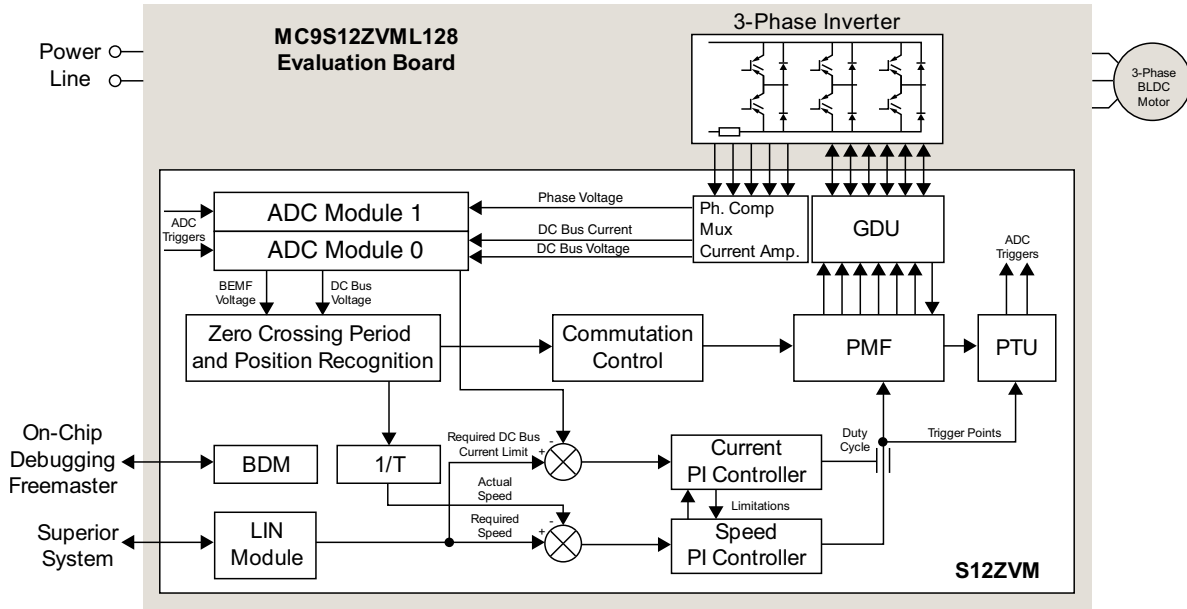 MC9S12ZVML128
Evaluation Board
3-Phase Inverter
Power
Line
3-Phase
BLDC
Motor
ADC Module 1
ADC Module 0
ADC
Triggers
Phase Voltage
DC Bus Current
DC Bus Voltage
Ph. Comp
Mux
Current Amp.
GDU
ADC
Triggers
BEMF
Voltage
DC Bus
Voltage
Zero Crossing Period
and Position Recognition
Commutation
Control
PMF
PTU
On-Chip
Debugging
Freemaster
BDM
1/T
Required DC Bus
Current Limit
-
+
Current
PI Controller
Duty
Cycle
Trigger Points
Actual
Speed
Limitations
Superior
System
LIN
Module
Required
Speed
-
+
Speed
PI Controller
S12ZVM